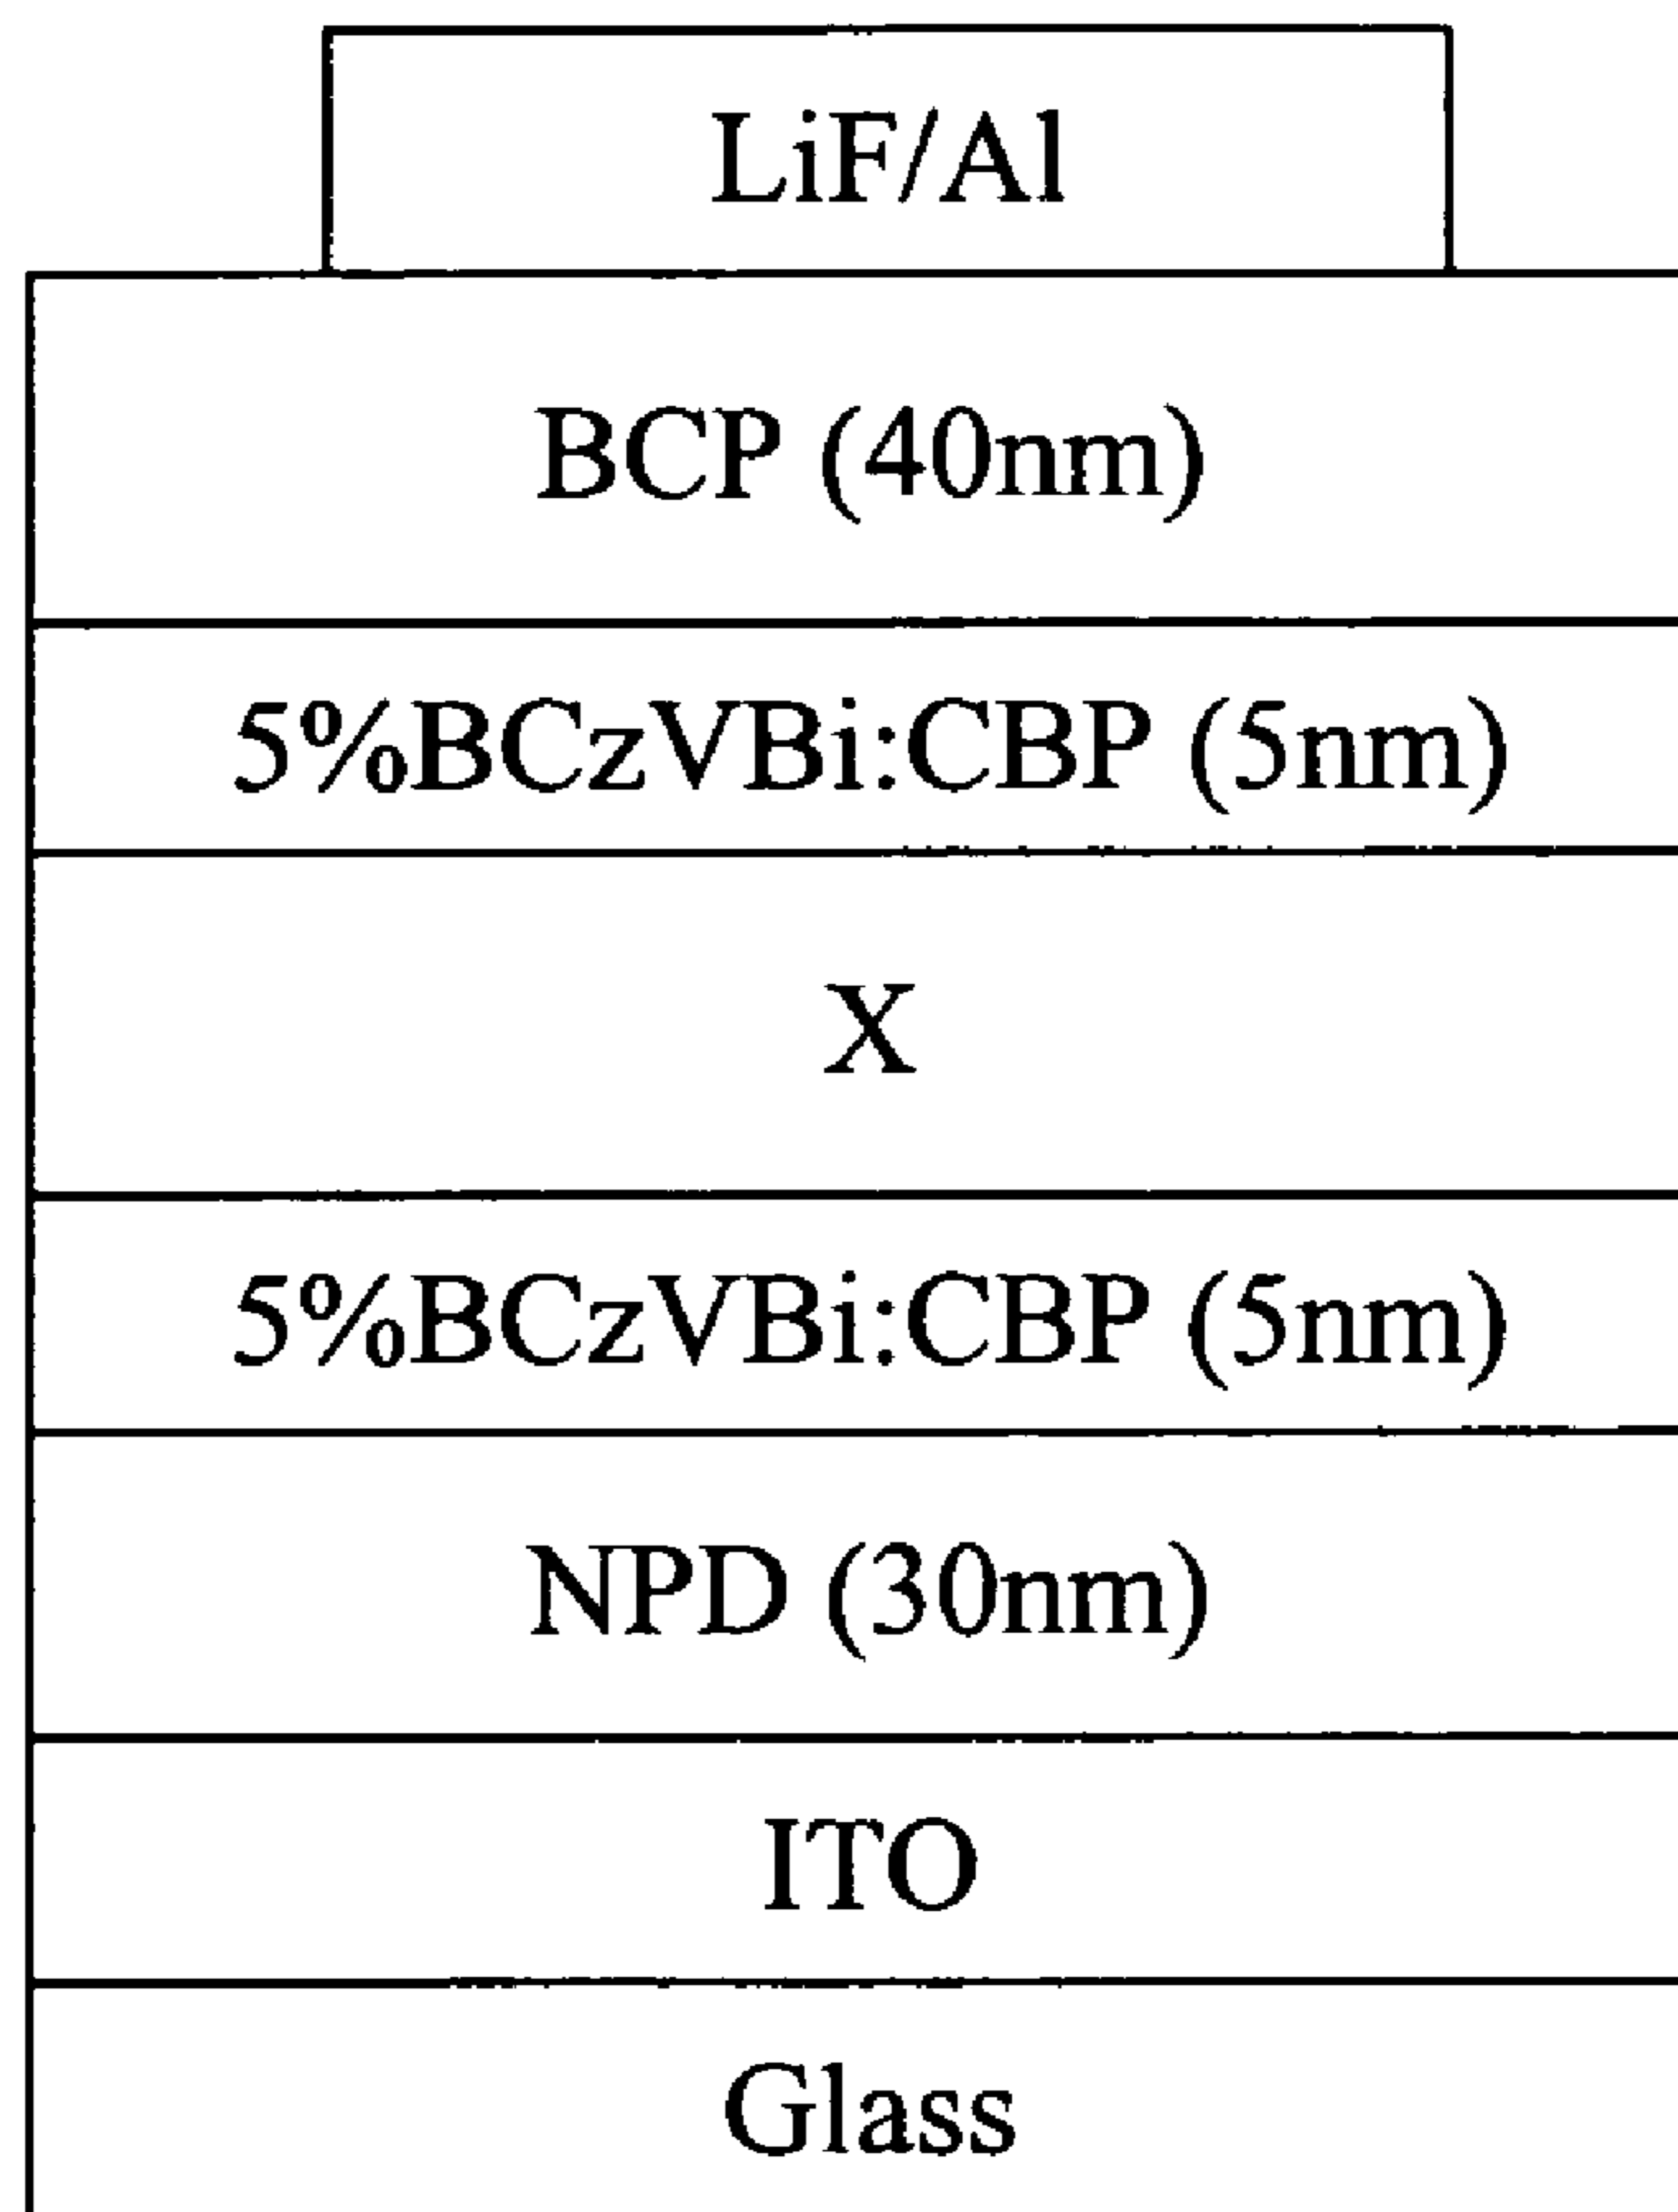 LiF/Al
BCP (40nm)
5%BCzVBi:CBP (5nm)
X
5%BCzVBi:CBP (5nm)
NPD (30nm)
ITO
Glass